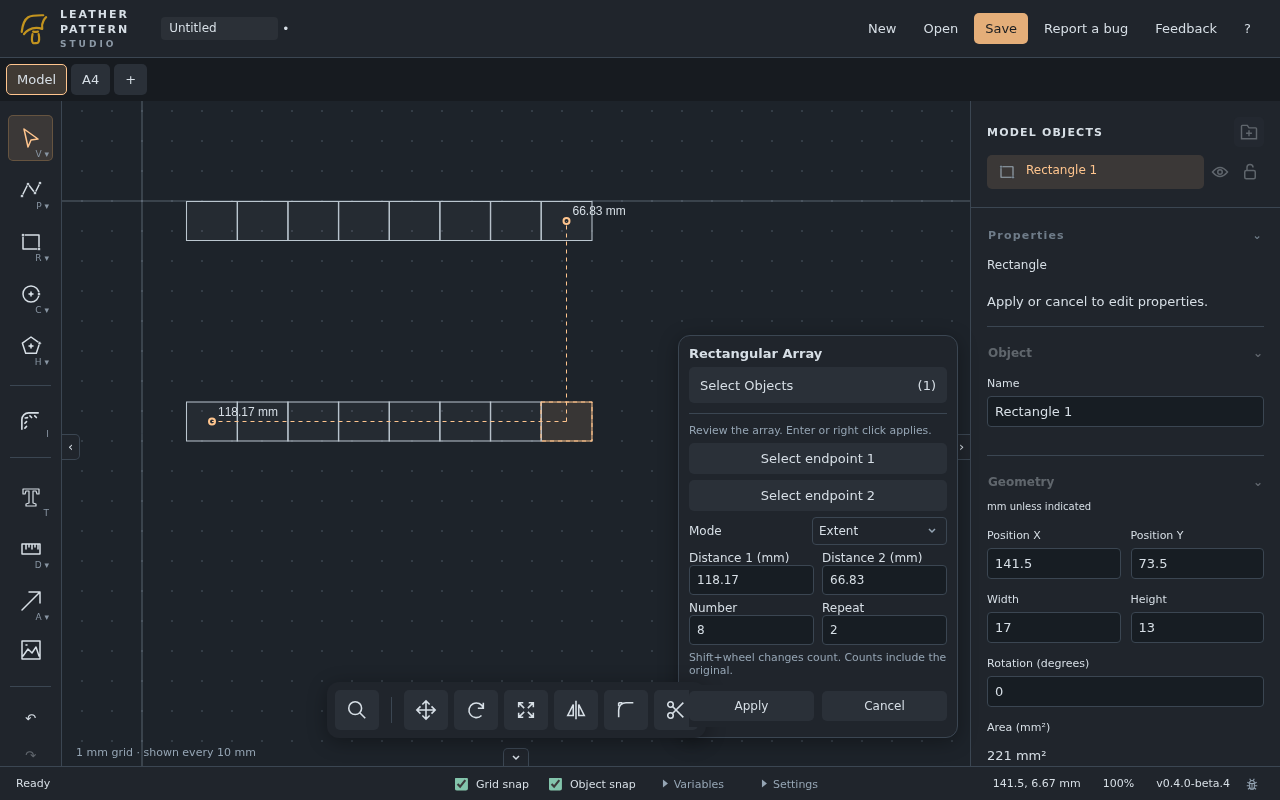 LEATHER
PATTERN
STUDIO
Untitled •
New
Open
Save
Report a bug
Feedback
?
Model
A4
+
V ▾
P ▾
R ▾
C ▾
H ▾
I
T
D ▾
A ▾
66.83 mm
118.17 mm
Rectangular Array
Select Objects (1)
Review the array. Enter or right click applies.
Select endpoint 1
Select endpoint 2
Mode Extent
Distance 1 (mm) Distance 2 (mm)
118.17 66.83
Number Repeat
8 2
Shift+wheel changes count. Counts include the
original.
Apply Cancel
1 mm grid · shown every 10 mm
MODEL OBJECTS
Rectangle 1
Properties
Rectangle
Apply or cancel to edit properties.
Object
Name
Rectangle 1
Geometry
mm unless indicated
Position X Position Y
141.5 73.5
Width Height
17 13
Rotation (degrees)
0
Area (mm²)
221 mm²
Ready
Grid snap
Object snap
Variables
Settings
141.5, 6.67 mm
100%
v0.4.0-beta.4